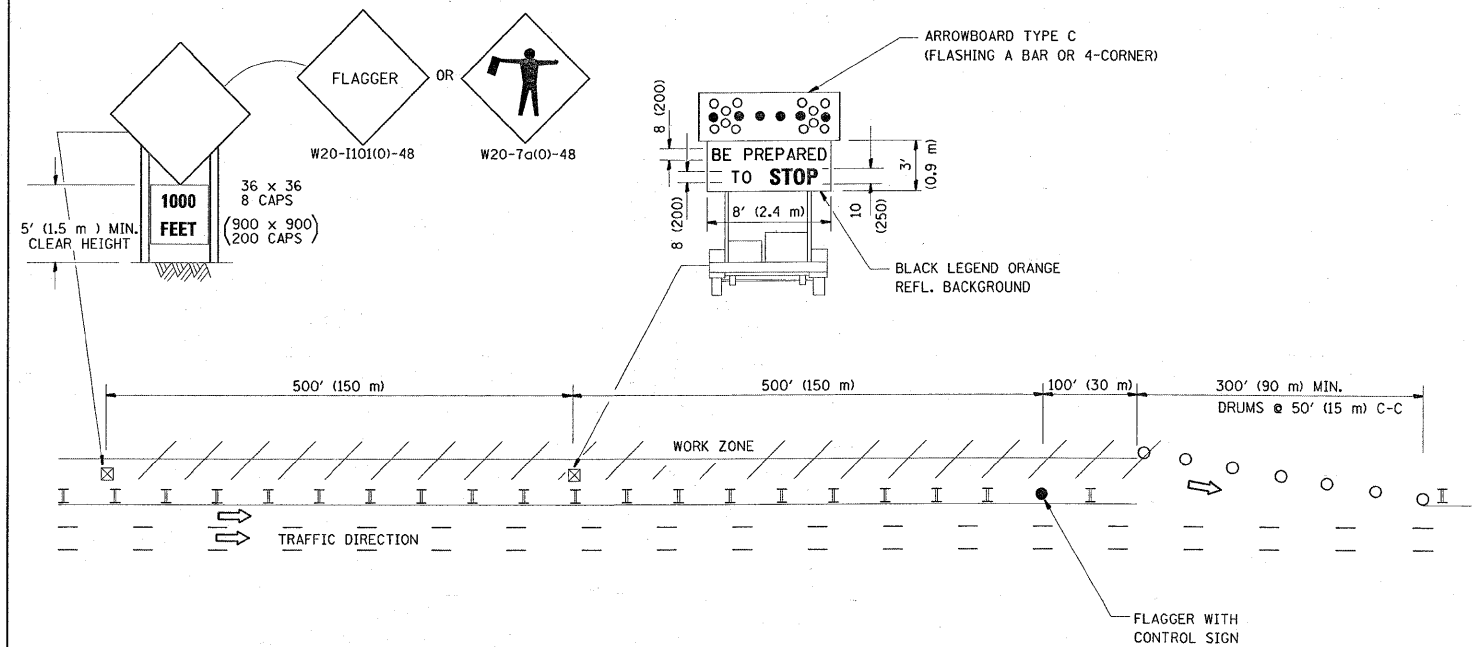 FLAGGER
OR
W20-I101(O)-48
W20-7a(O)-48
1000
FEET
36 x 36
8 CAPS
(900 x 900)
200 CAPS
5' (1.5 m ) MIN.
CLEAR HEIGHT
ARROWBOARD TYPE C
(FLASHING A BAR OR 4-CORNER)
BE PREPARED
TO STOP
8 (200)
8 (200)
8' (2.4 m)
10
(250)
3'
(0.9 m)
BLACK LEGEND ORANGE
REFL. BACKGROUND
500' (150 m)
500' (150 m)
100' (30 m)
300' (90 m) MIN.
DRUMS @ 50' (15 m) C-C
WORK ZONE
TRAFFIC DIRECTION
FLAGGER WITH
CONTROL SIGN